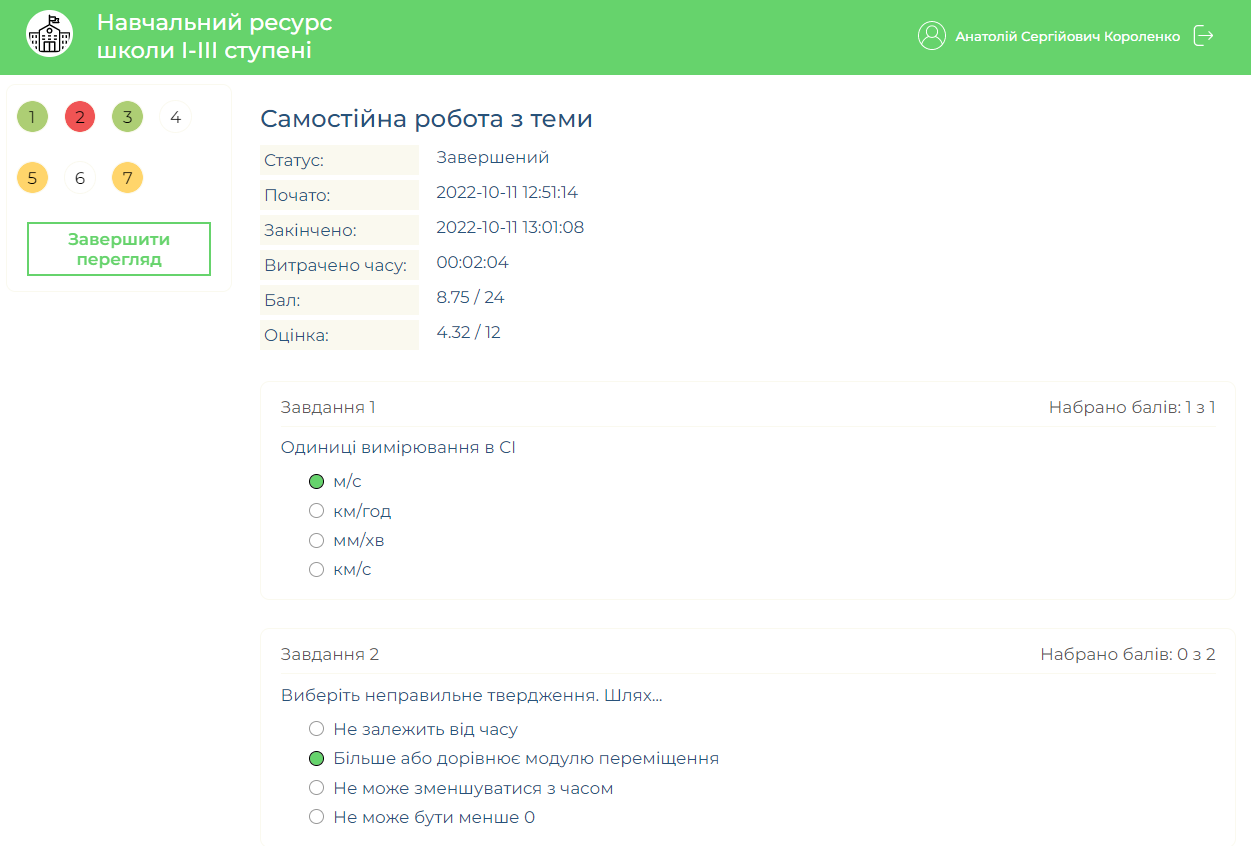 Навчальний ресурс
школи І-ІІІ ступені
Анатолій Сергійович Короленко
1 2 3 4
5 6 7
Завершити
перегляд
Самостійна робота з теми
Статус: Завершений
Почато: 2022-10-11 12:51:14
Закінчено: 2022-10-11 13:01:08
Витрачено часу: 00:02:04
Бал: 8.75 / 24
Оцінка: 4.32 / 12
Завдання 1 Набрано балів: 1 з 1
Одиниці вимірювання в СІ
м/с
км/год
мм/хв
км/с
Завдання 2 Набрано балів: 0 з 2
Виберіть неправильне твердження. Шлях...
Не залежить від часу
Більше або дорівнює модулю переміщення
Не може зменшуватися з часом
Не може бути менше 0